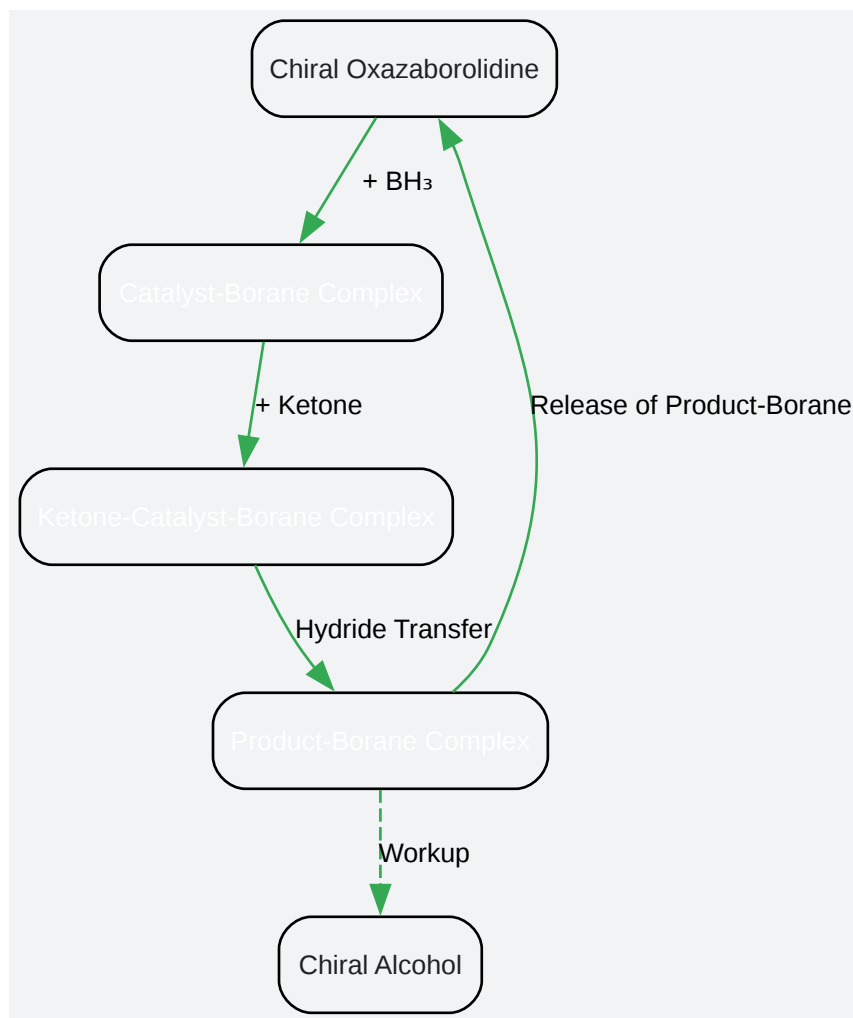 Chiral Oxazaborolidine
+ BH₃
Catalyst-Borane Complex
+ Ketone
Release of Product-Borane
Ketone-Catalyst-Borane Complex
Hydride Transfer
Product-Borane Complex
Workup
Chiral Alcohol